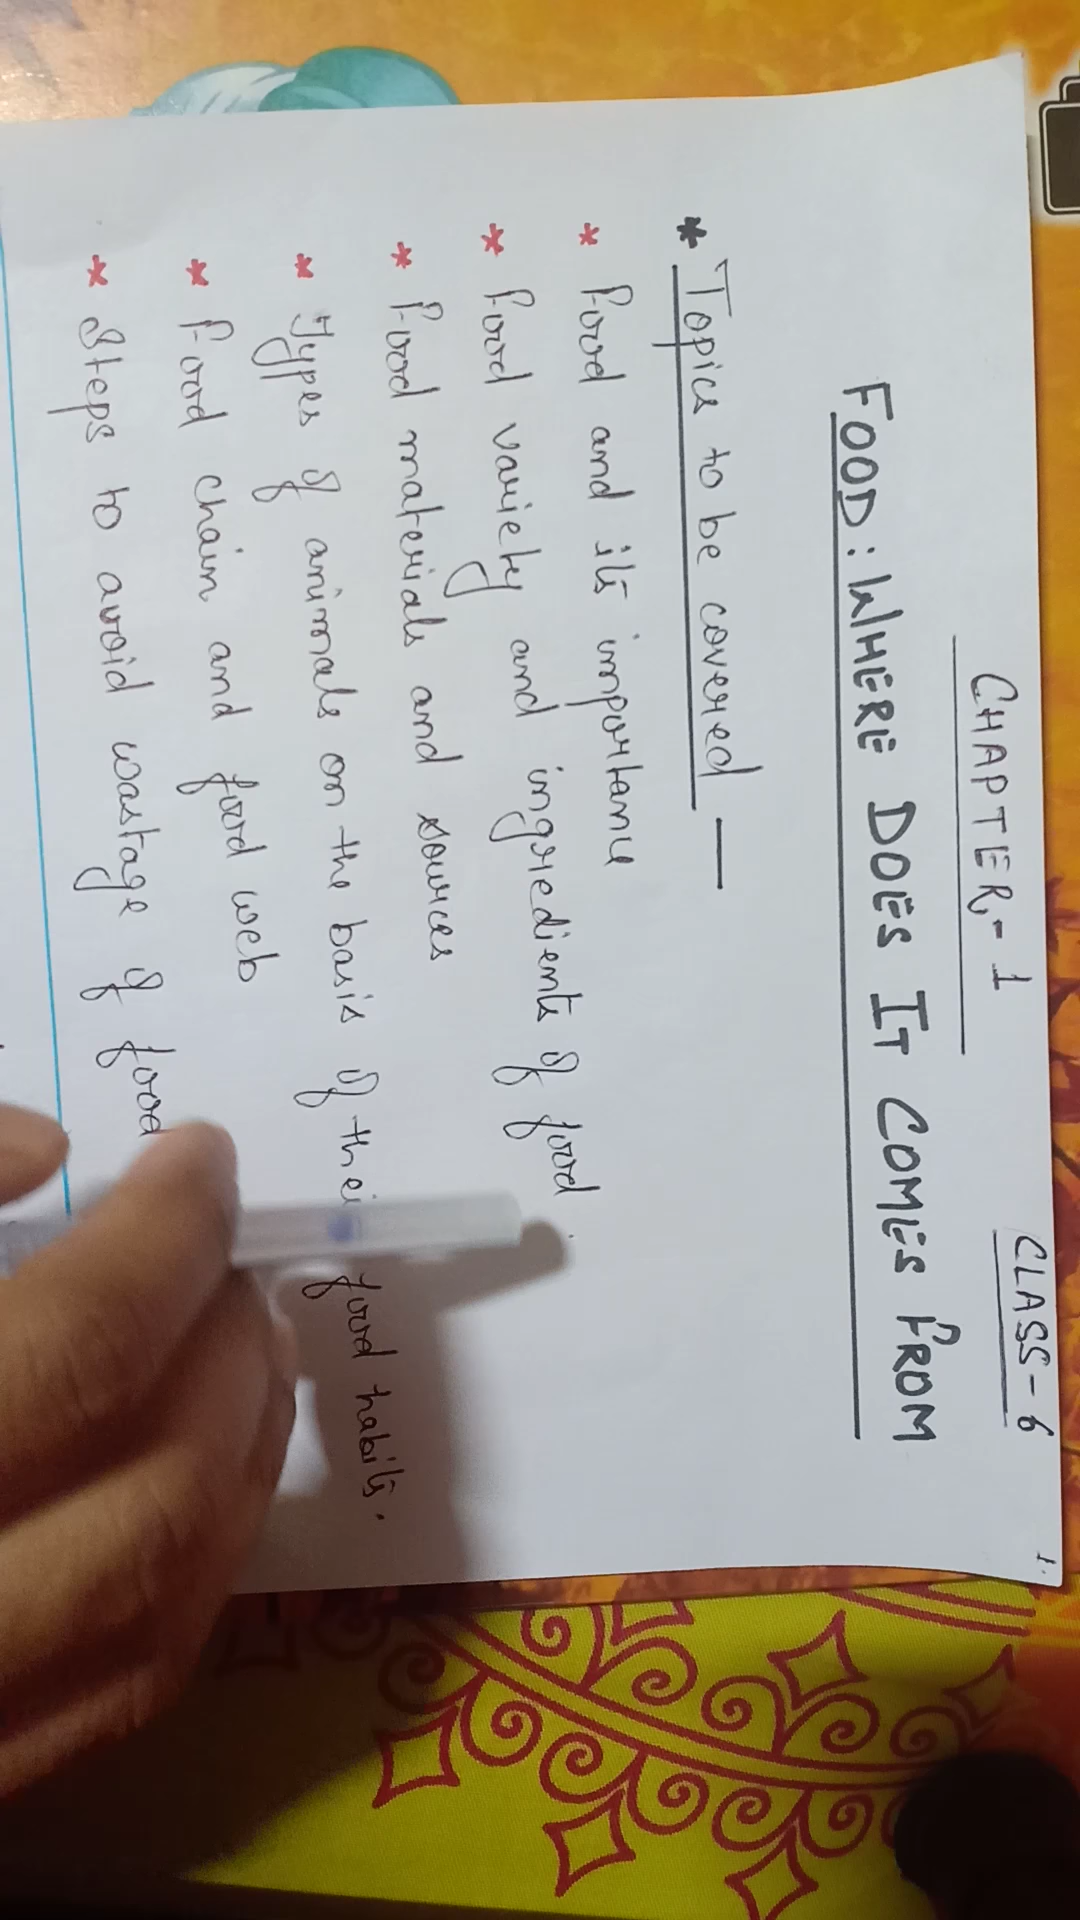 1.
CLASS-6
CHAPTER-1
FOOD: WHERE DOES IT COMES FROM
* Topics to be covered —
* Food and its importance
* Food variety and ingredients of food.
* Food materials and sources
* Types of animals on the basis of their food habits.
* Food chain and food web
* Steps to avoid wastage of food